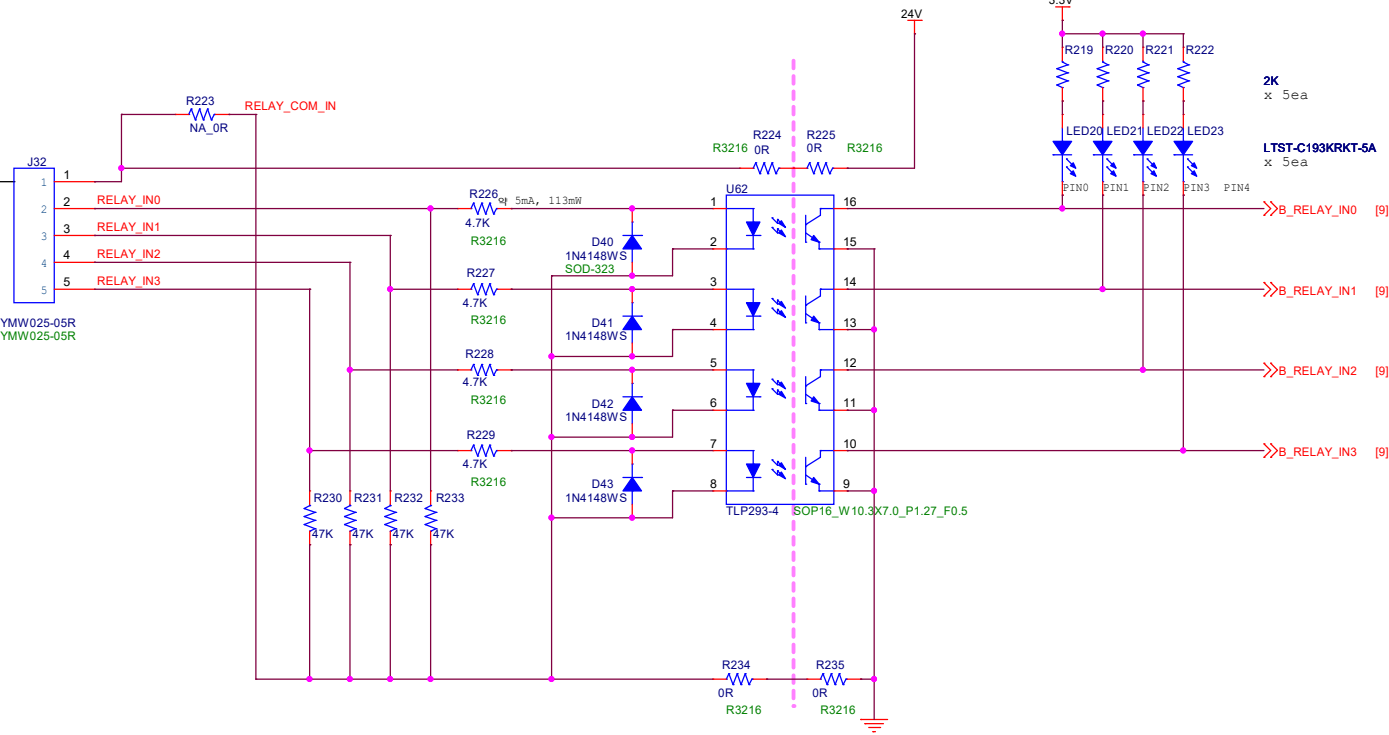 3.3V
24V
R219 R220 R221 R222
2K
x 5ea
R223
RELAY_COM_IN
NA_0R
LED20 LED21 LED22 LED23
LTST-C193KRKT-5A
x 5ea
R224 R225
R3216 0R 0R R3216
J32
1 1
PIN0 PIN1 PIN2 PIN3 PIN4
U62
2 2 RELAY_IN0
R226 약 5mA, 113mW
4.7K
R3216
1 16
B_RELAY_IN0 [9]
3 3 RELAY_IN1
D40
1N4148WS
SOD-323
2 15
4 4 RELAY_IN2
5 5 RELAY_IN3
R227
4.7K
R3216
3 14
B_RELAY_IN1 [9]
YMW025-05R
YMW025-05R
D41
1N4148WS
4 13
R228
4.7K
R3216
5 12
B_RELAY_IN2 [9]
D42
1N4148WS
6 11
R229
4.7K
R3216
7 10
B_RELAY_IN3 [9]
D43
1N4148WS
8 9
R230 R231 R232 R233
47K 47K 47K 47K
TLP293-4 SOP16_W10.3X7.0_P1.27_F0.5
R234 R235
0R 0R
R3216 R3216